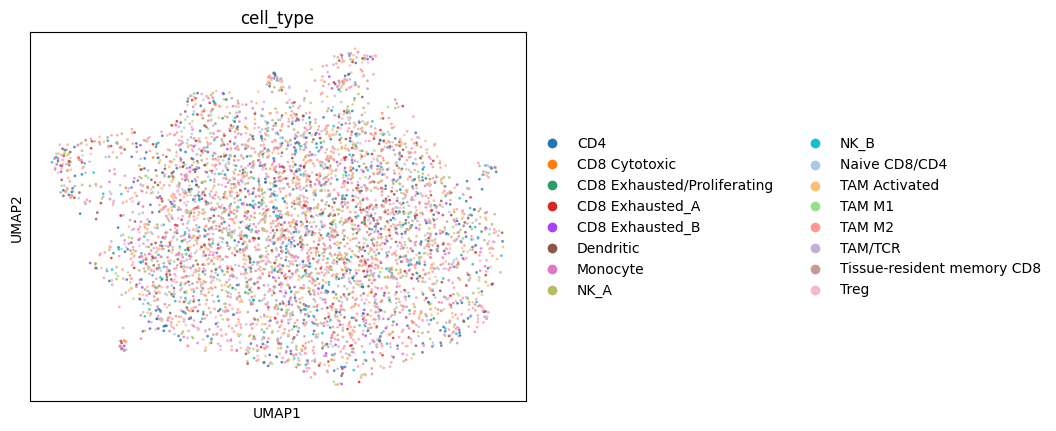 cell_type
UMAP2
UMAP1
CD4
CD8 Cytotoxic
CD8 Exhausted/Proliferating
CD8 Exhausted_A
CD8 Exhausted_B
Dendritic
Monocyte
NK_A
NK_B
Naive CD8/CD4
TAM Activated
TAM M1
TAM M2
TAM/TCR
Tissue-resident memory CD8
Treg